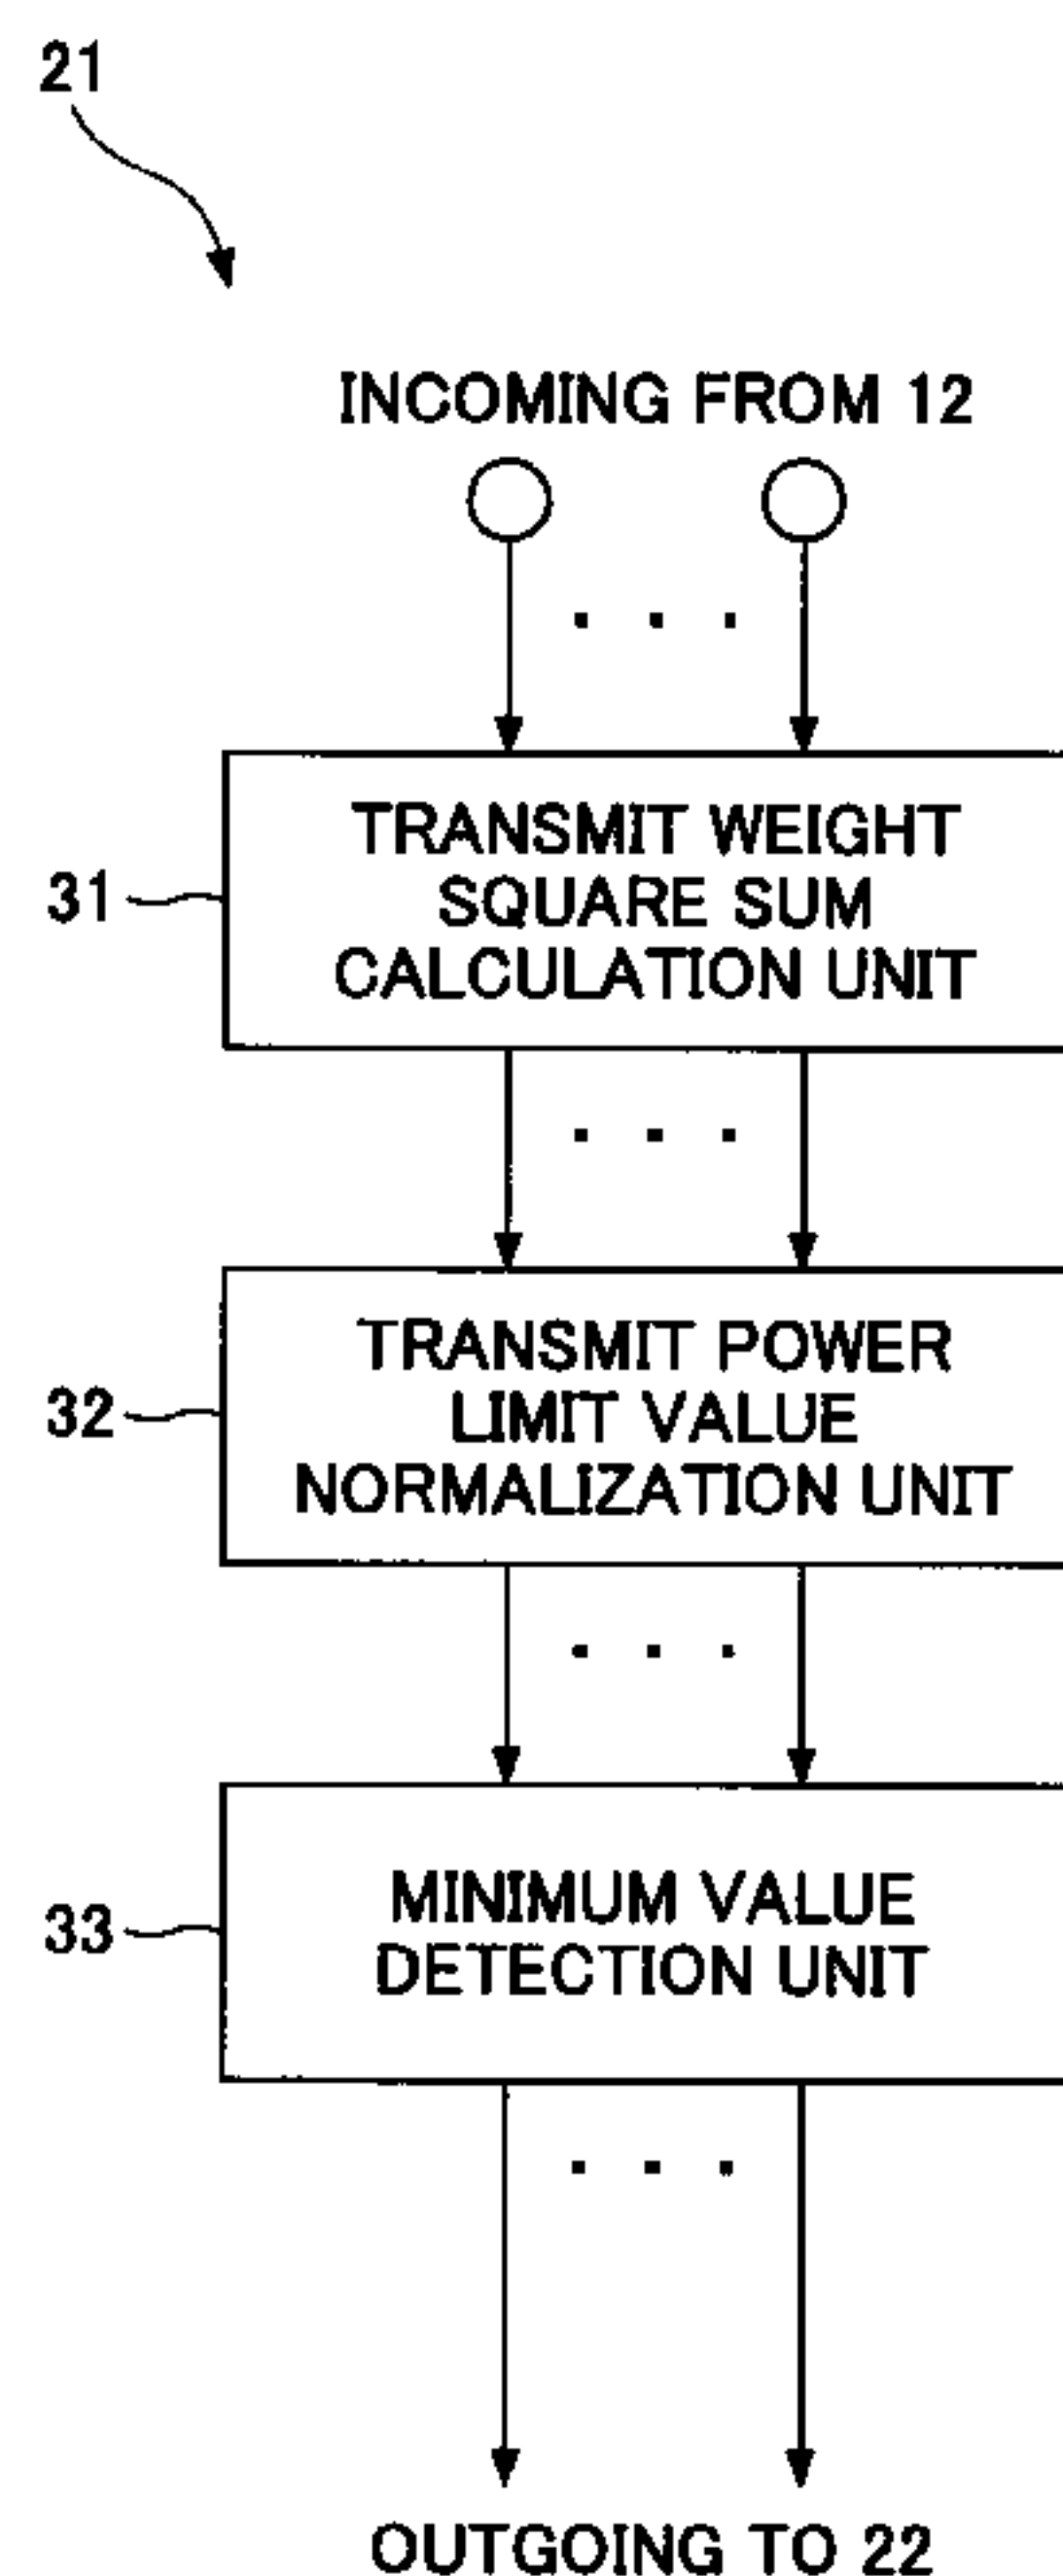 21
INCOMING FROM 12
TRANSMIT WEIGHT
SQUARE SUM
CALCULATION UNIT
31
TRANSMIT POWER
LIMIT VALUE
NORMALIZATION UNIT
32
MINIMUM VALUE
DETECTION UNIT
33
OUTGOING TO 22